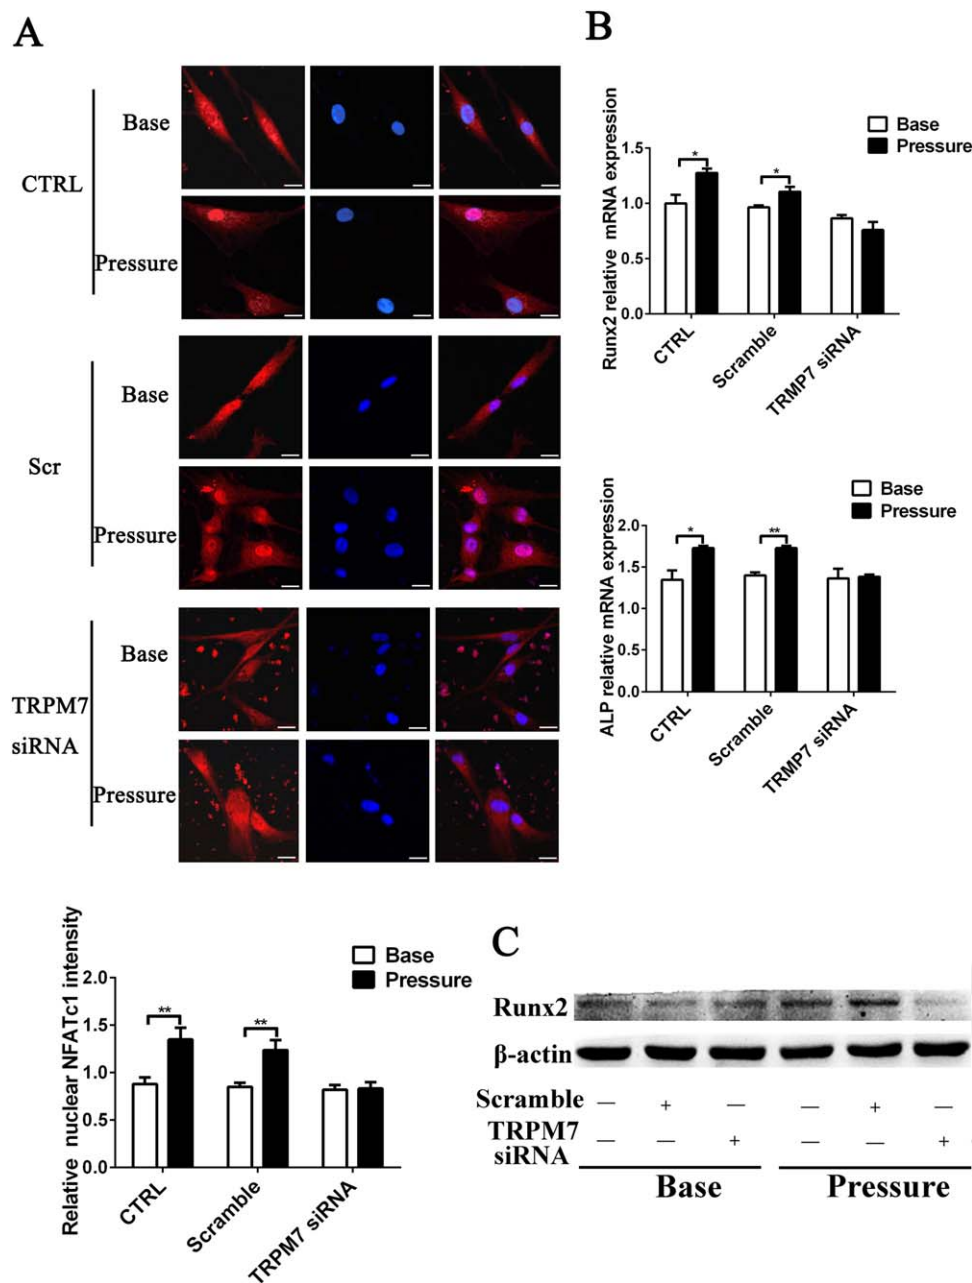 A
CTRL
Base
Pressure
Scr
Base
Pressure
TRPM7
siRNA
Base
Pressure
Relative nuclear NFATc1 intensity
Base
Pressure
2.0
1.5
1.0
0.5
0.0
**
**
CTRL
Scramble
TRPM7 siRNA
B
Runx2 relative mRNA expression
Base
Pressure
1.5
1.0
0.5
0.0
*
*
CTRL
Scramble
TRMP7 siRNA
ALP relative mRNA expression
Base
Pressure
2.0
1.5
1.0
0.5
0.0
*
**
CTRL
Scramble
TRMP7 siRNA
C
Runx2
β-actin
Scramble — + — — + —
TRPM7
siRNA — — + — — +
Base Pressure